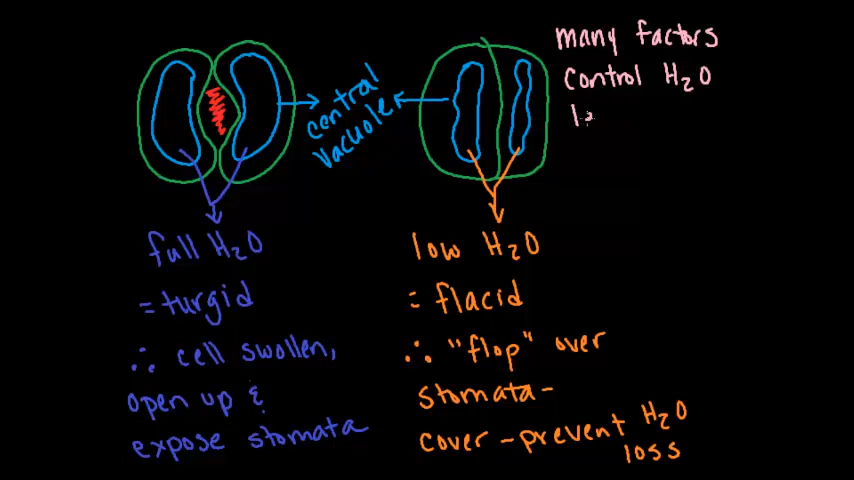 many factors
control H₂O
central
vacuole
full H₂O
= turgid
∴ cell swollen,
open up &
expose stomata
low H₂O
= flacid
∴ "flop" over
stomata-
cover - prevent H₂O
loss